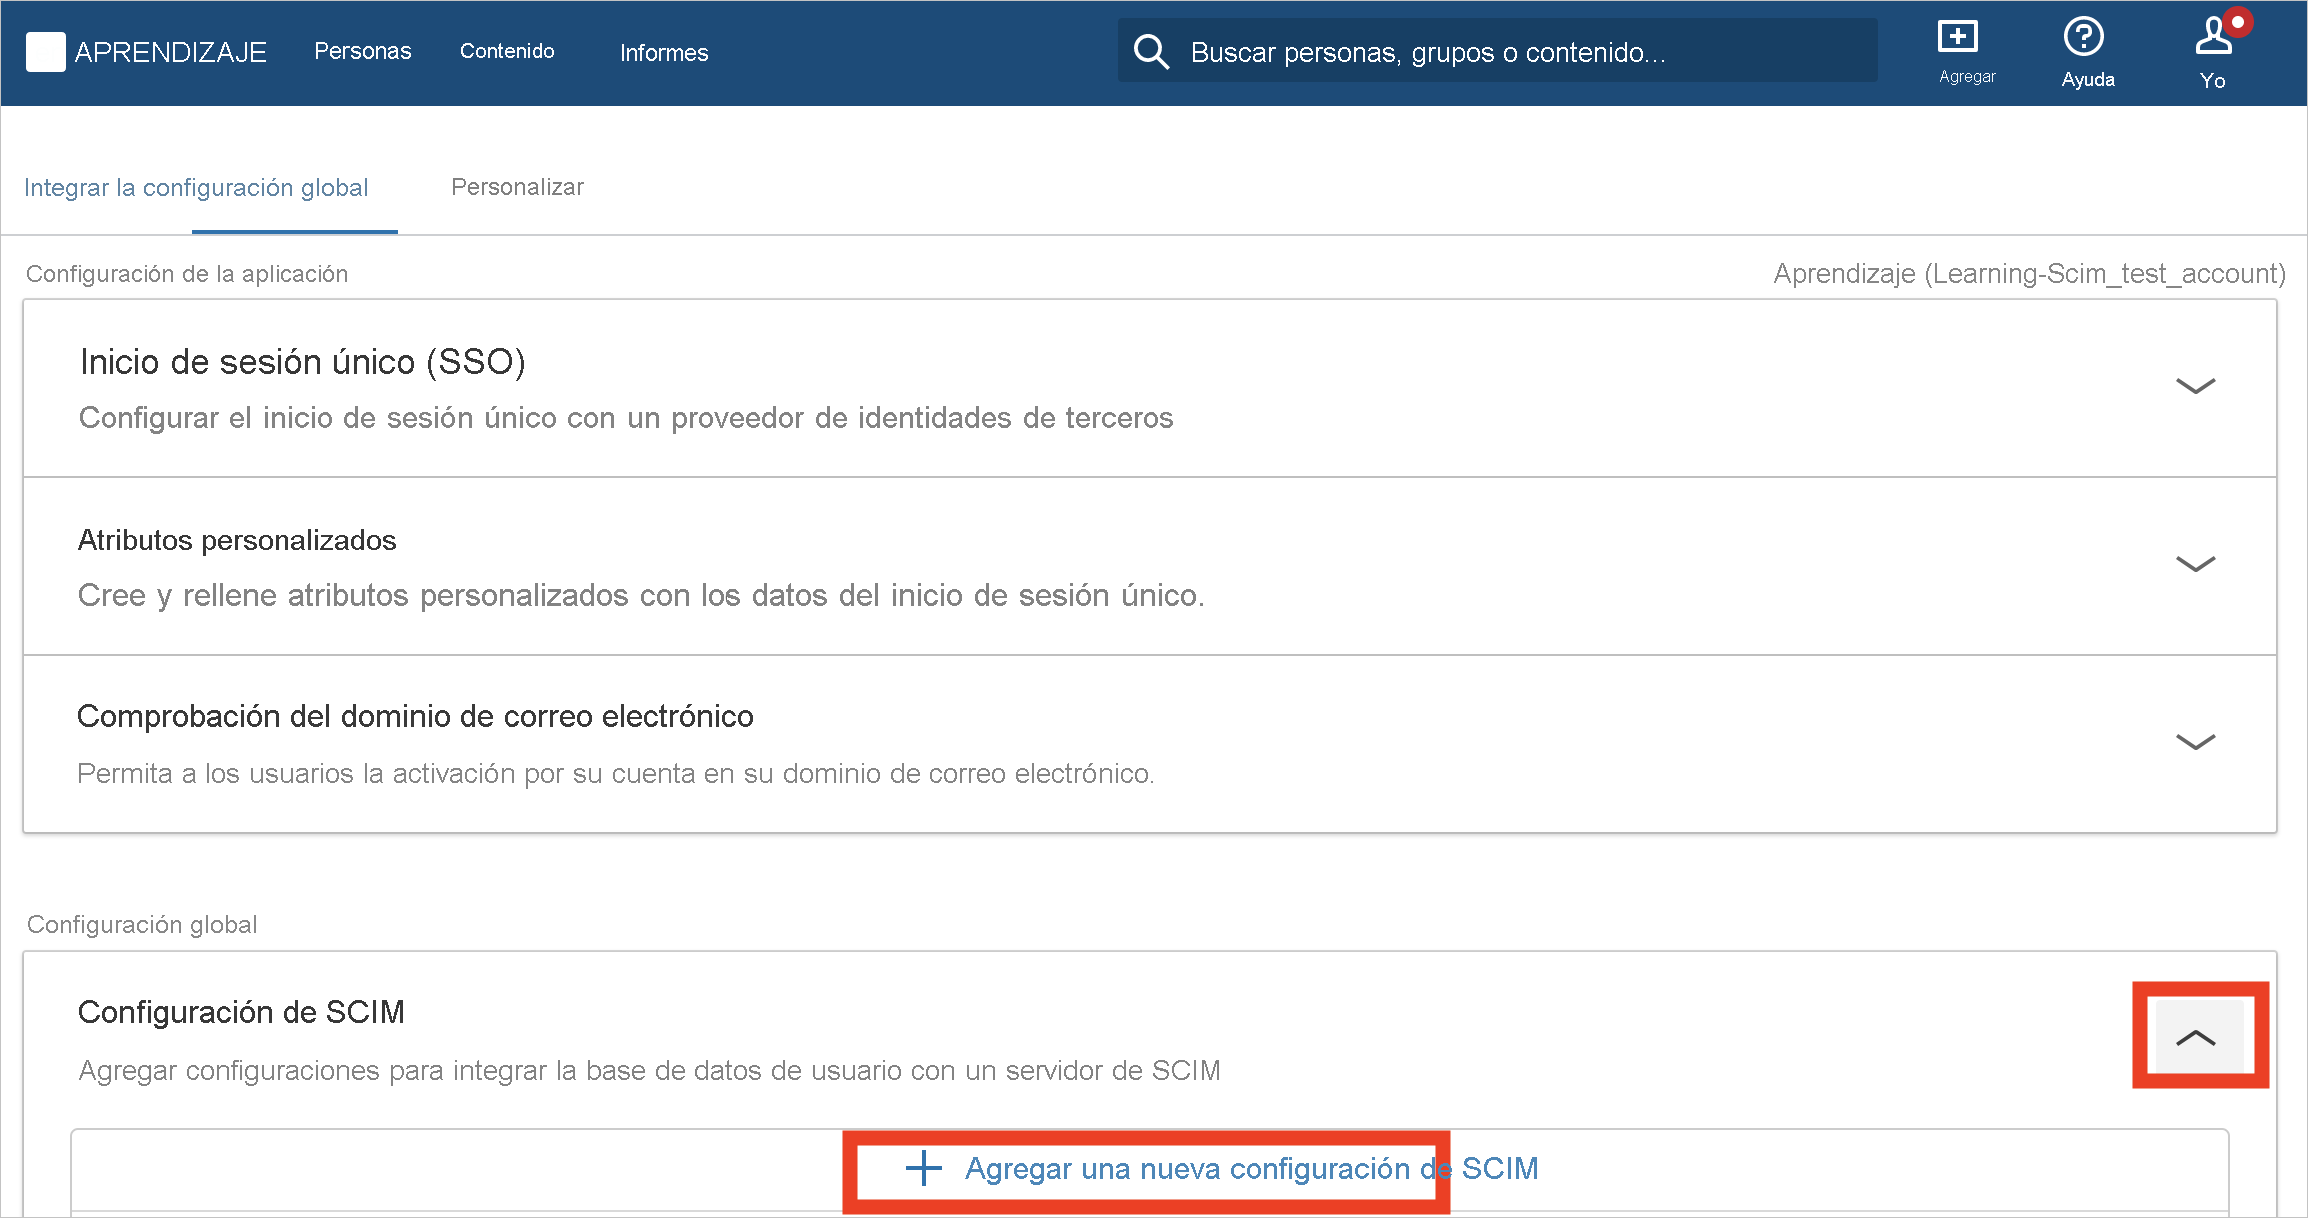 APRENDIZAJE
Personas
Contenido
Informes
Buscar personas, grupos o contenido...
Agregar
Ayuda
Yo
Integrar la configuración global
Personalizar
Configuración de la aplicación
Aprendizaje (Learning-Scim_test_account)
Inicio de sesión único (SSO)
Configurar el inicio de sesión único con un proveedor de identidades de terceros
Atributos personalizados
Cree y rellene atributos personalizados con los datos del inicio de sesión único.
Comprobación del dominio de correo electrónico
Permita a los usuarios la activación por su cuenta en su dominio de correo electrónico.
Configuración global
Configuración de SCIM
Agregar configuraciones para integrar la base de datos de usuario con un servidor de SCIM
Agregar una nueva configuración de SCIM